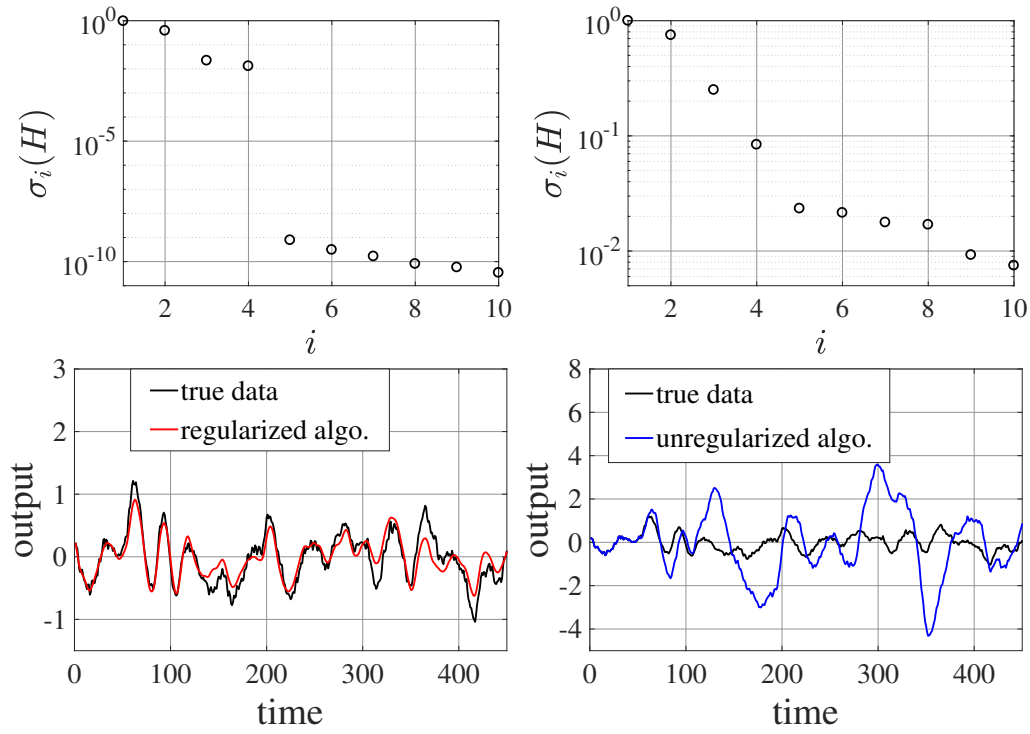 10^0
10^-5
10^-10
σ_i(H)
2 4 6 8 10
i
10^0
10^-1
10^-2
σ_i(H)
2 4 6 8 10
i
3
2
1
0
-1
output
true data
regularized algo.
0 100 200 300 400
time
8
6
4
2
0
-2
-4
output
true data
unregularized algo.
0 100 200 300 400
time